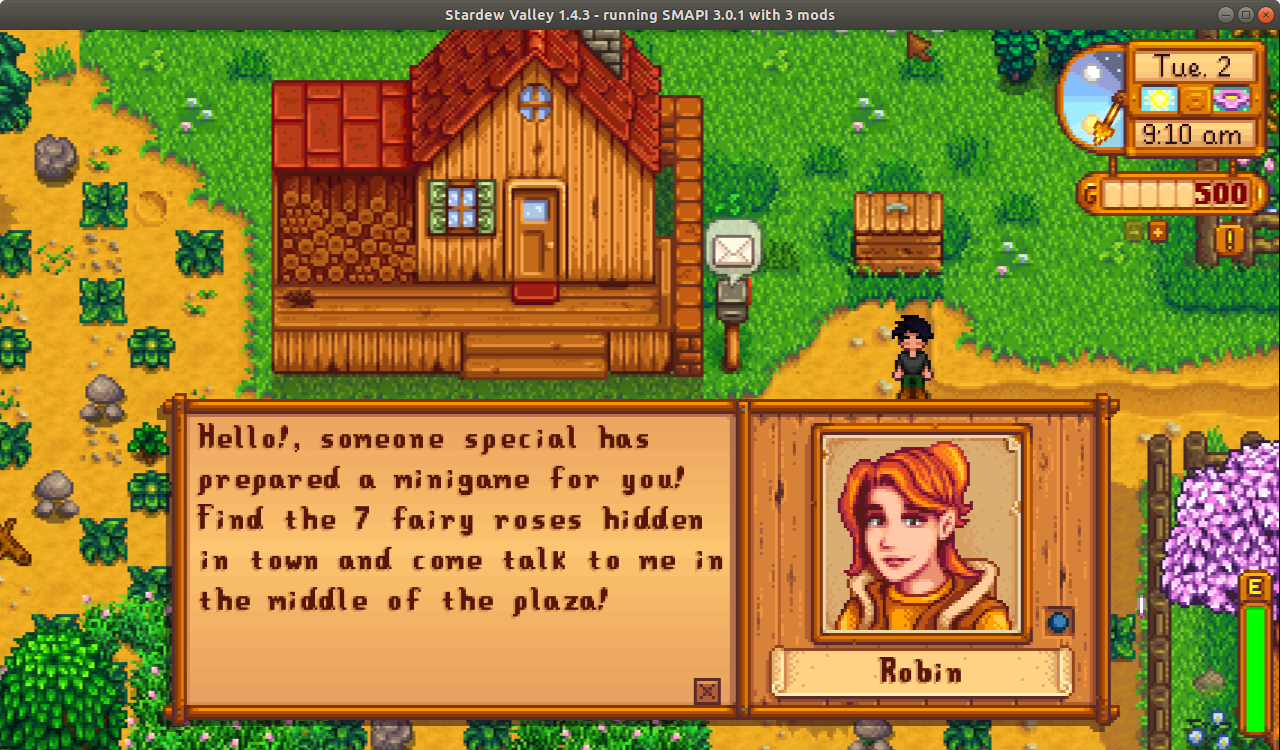 Stardew Valley 1.4.3 - running SMAPI 3.0.1 with 3 mods
Tue. 2
9:10 am
G 500
!
Hello!, someone special has
prepared a minigame for you!
Find the 7 fairy roses hidden
in town and come talk to me in
the middle of the plaza!
Robin
E